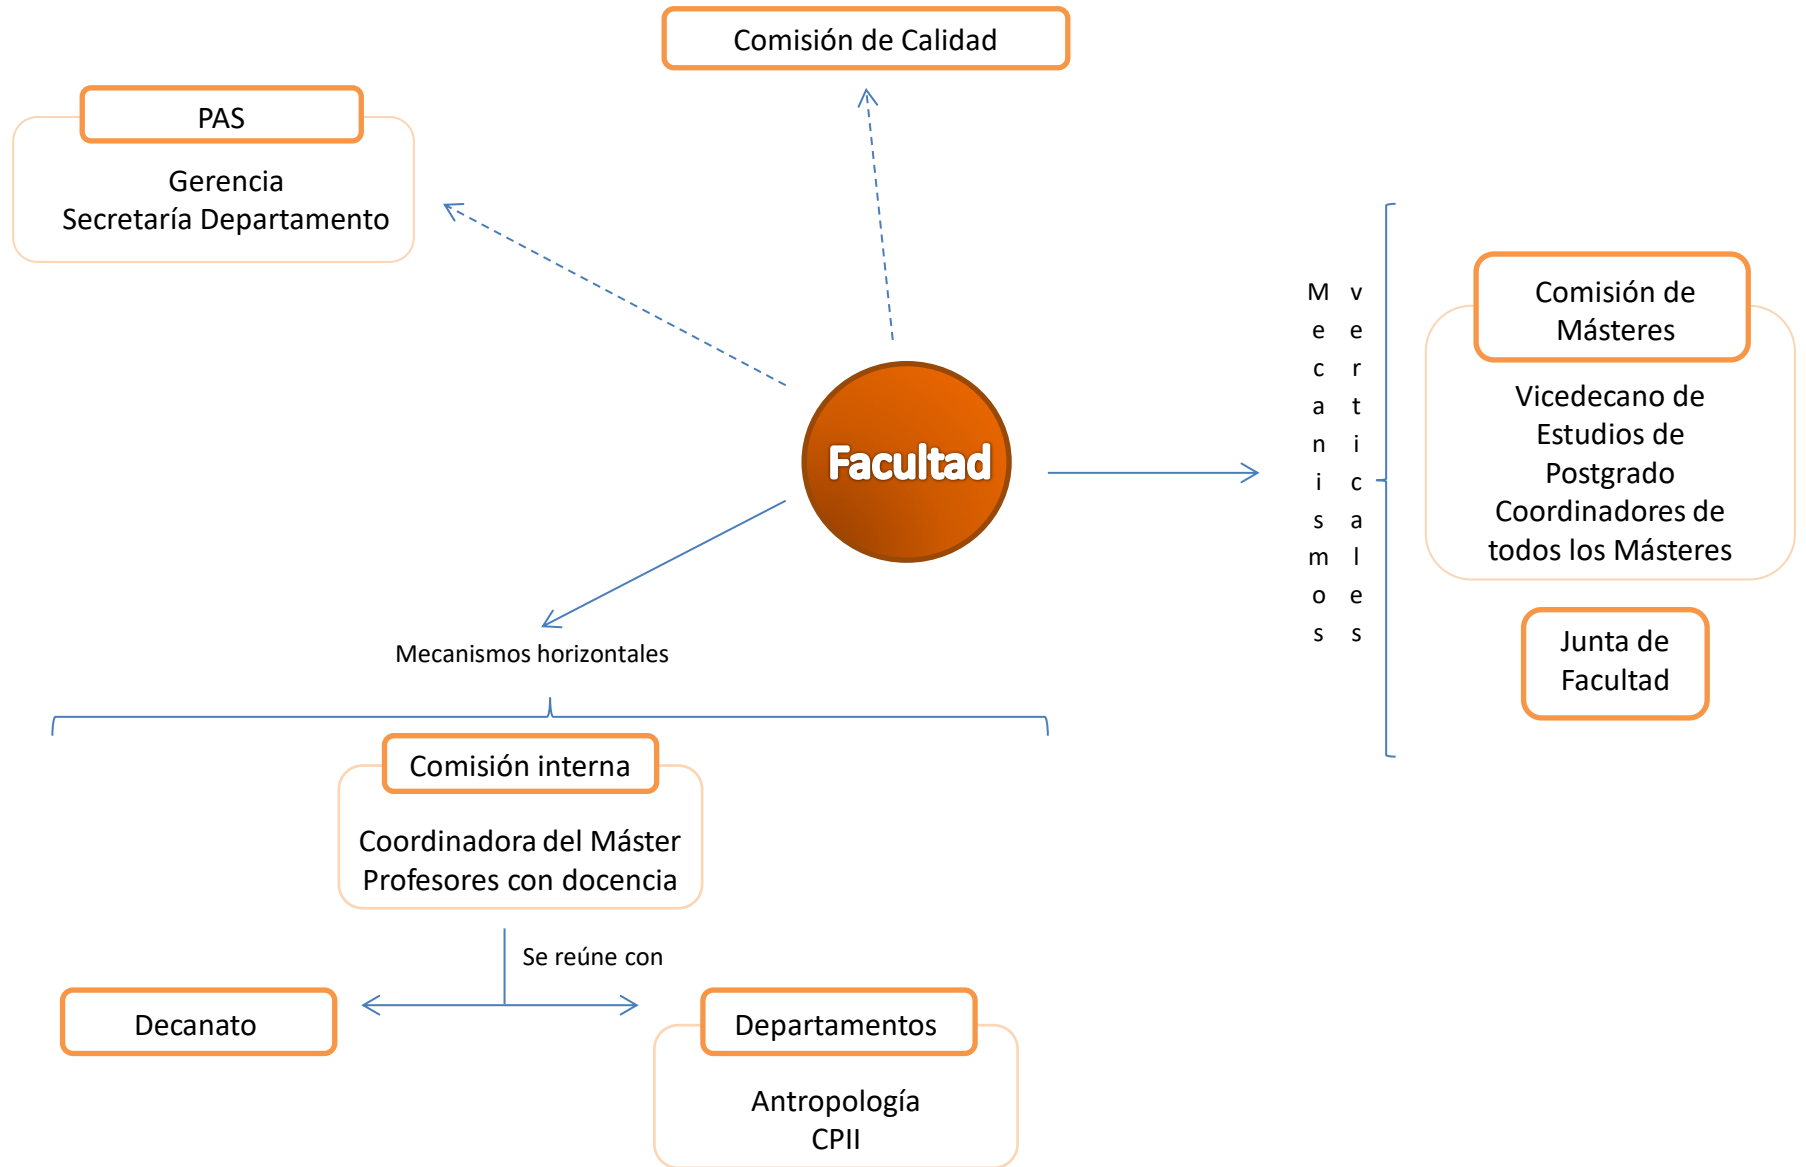 Comisión de Calidad
PAS
Gerencia
Secretaría Departamento
Facultad
Mecanismos
verticales
Comisión de
Másteres
Vicedecano de
Estudios de
Postgrado
Coordinadores de
todos los Másteres
Junta de
Facultad
Mecanismos horizontales
Comisión interna
Coordinadora del Máster
Profesores con docencia
Se reúne con
Decanato
Departamentos
Antropología
CPII